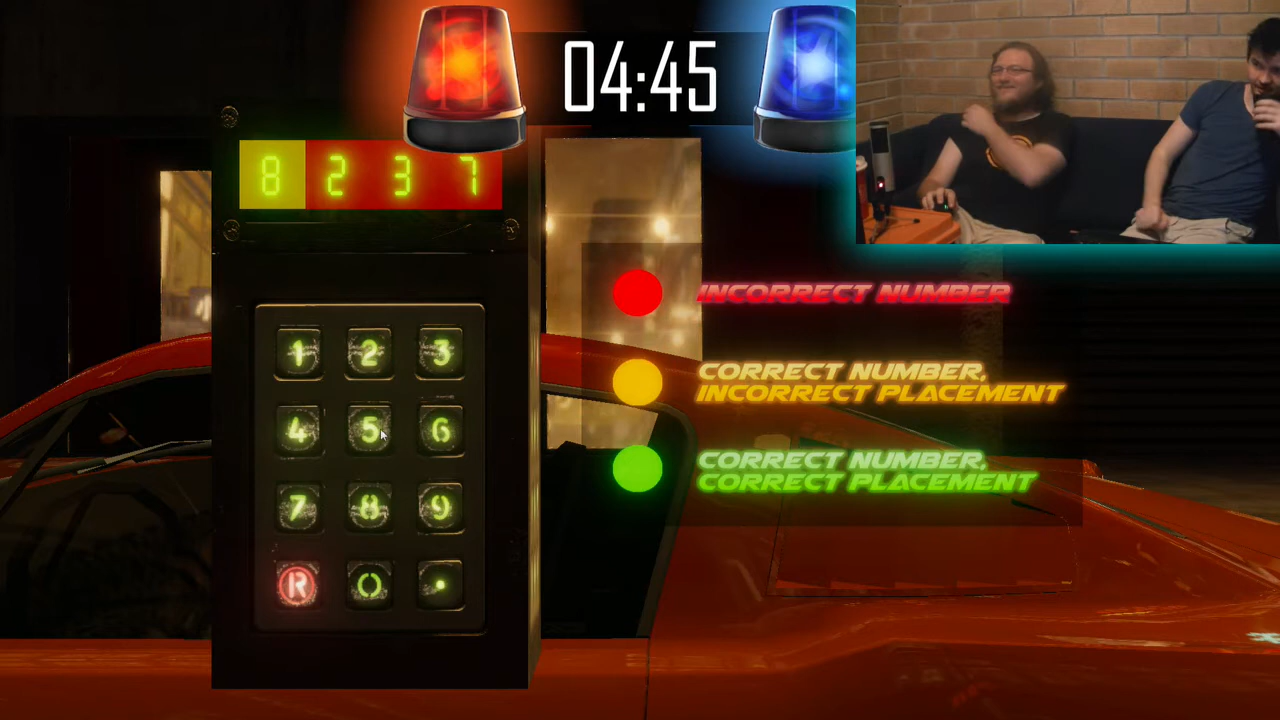 04:45
8 2 3 7
INCORRECT NUMBER
CORRECT NUMBER,
INCORRECT PLACEMENT
CORRECT NUMBER,
CORRECT PLACEMENT
1 2 3
4 5 6
7 8 9
R 0 .